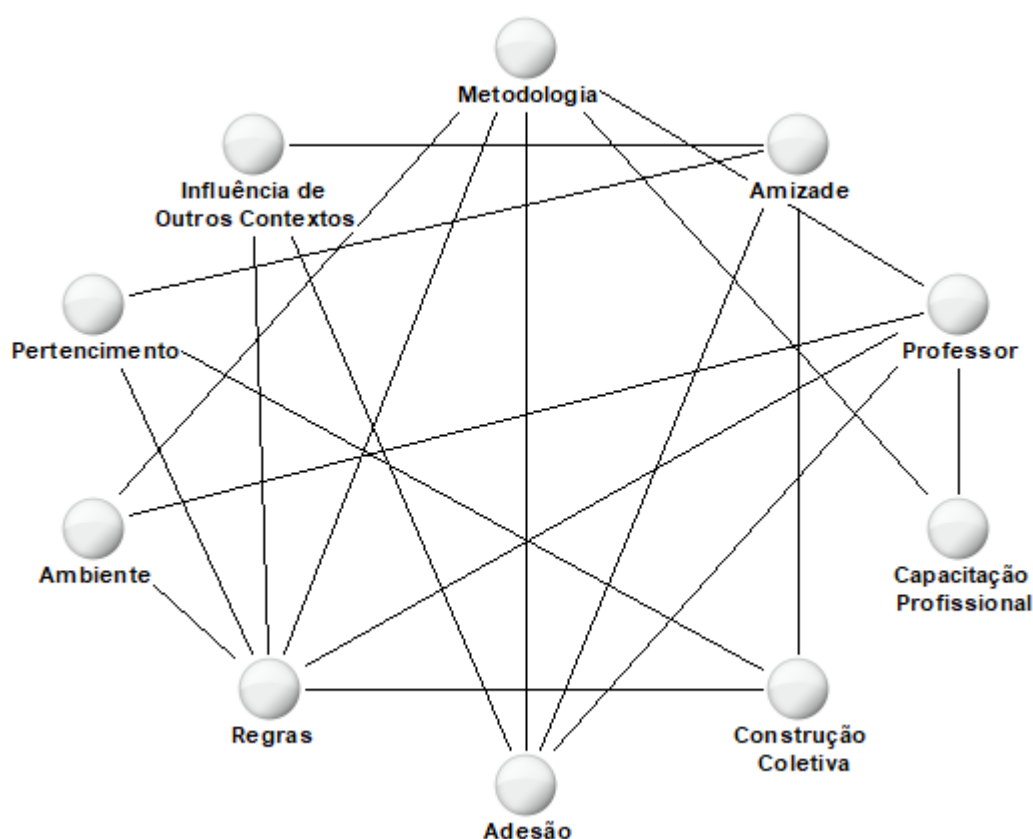 Metodologia
Influência de
Outros Contextos
Amizade
Pertencimento
Professor
Ambiente
Capacitação
Profissional
Regras
Construção
Coletiva
Adesão